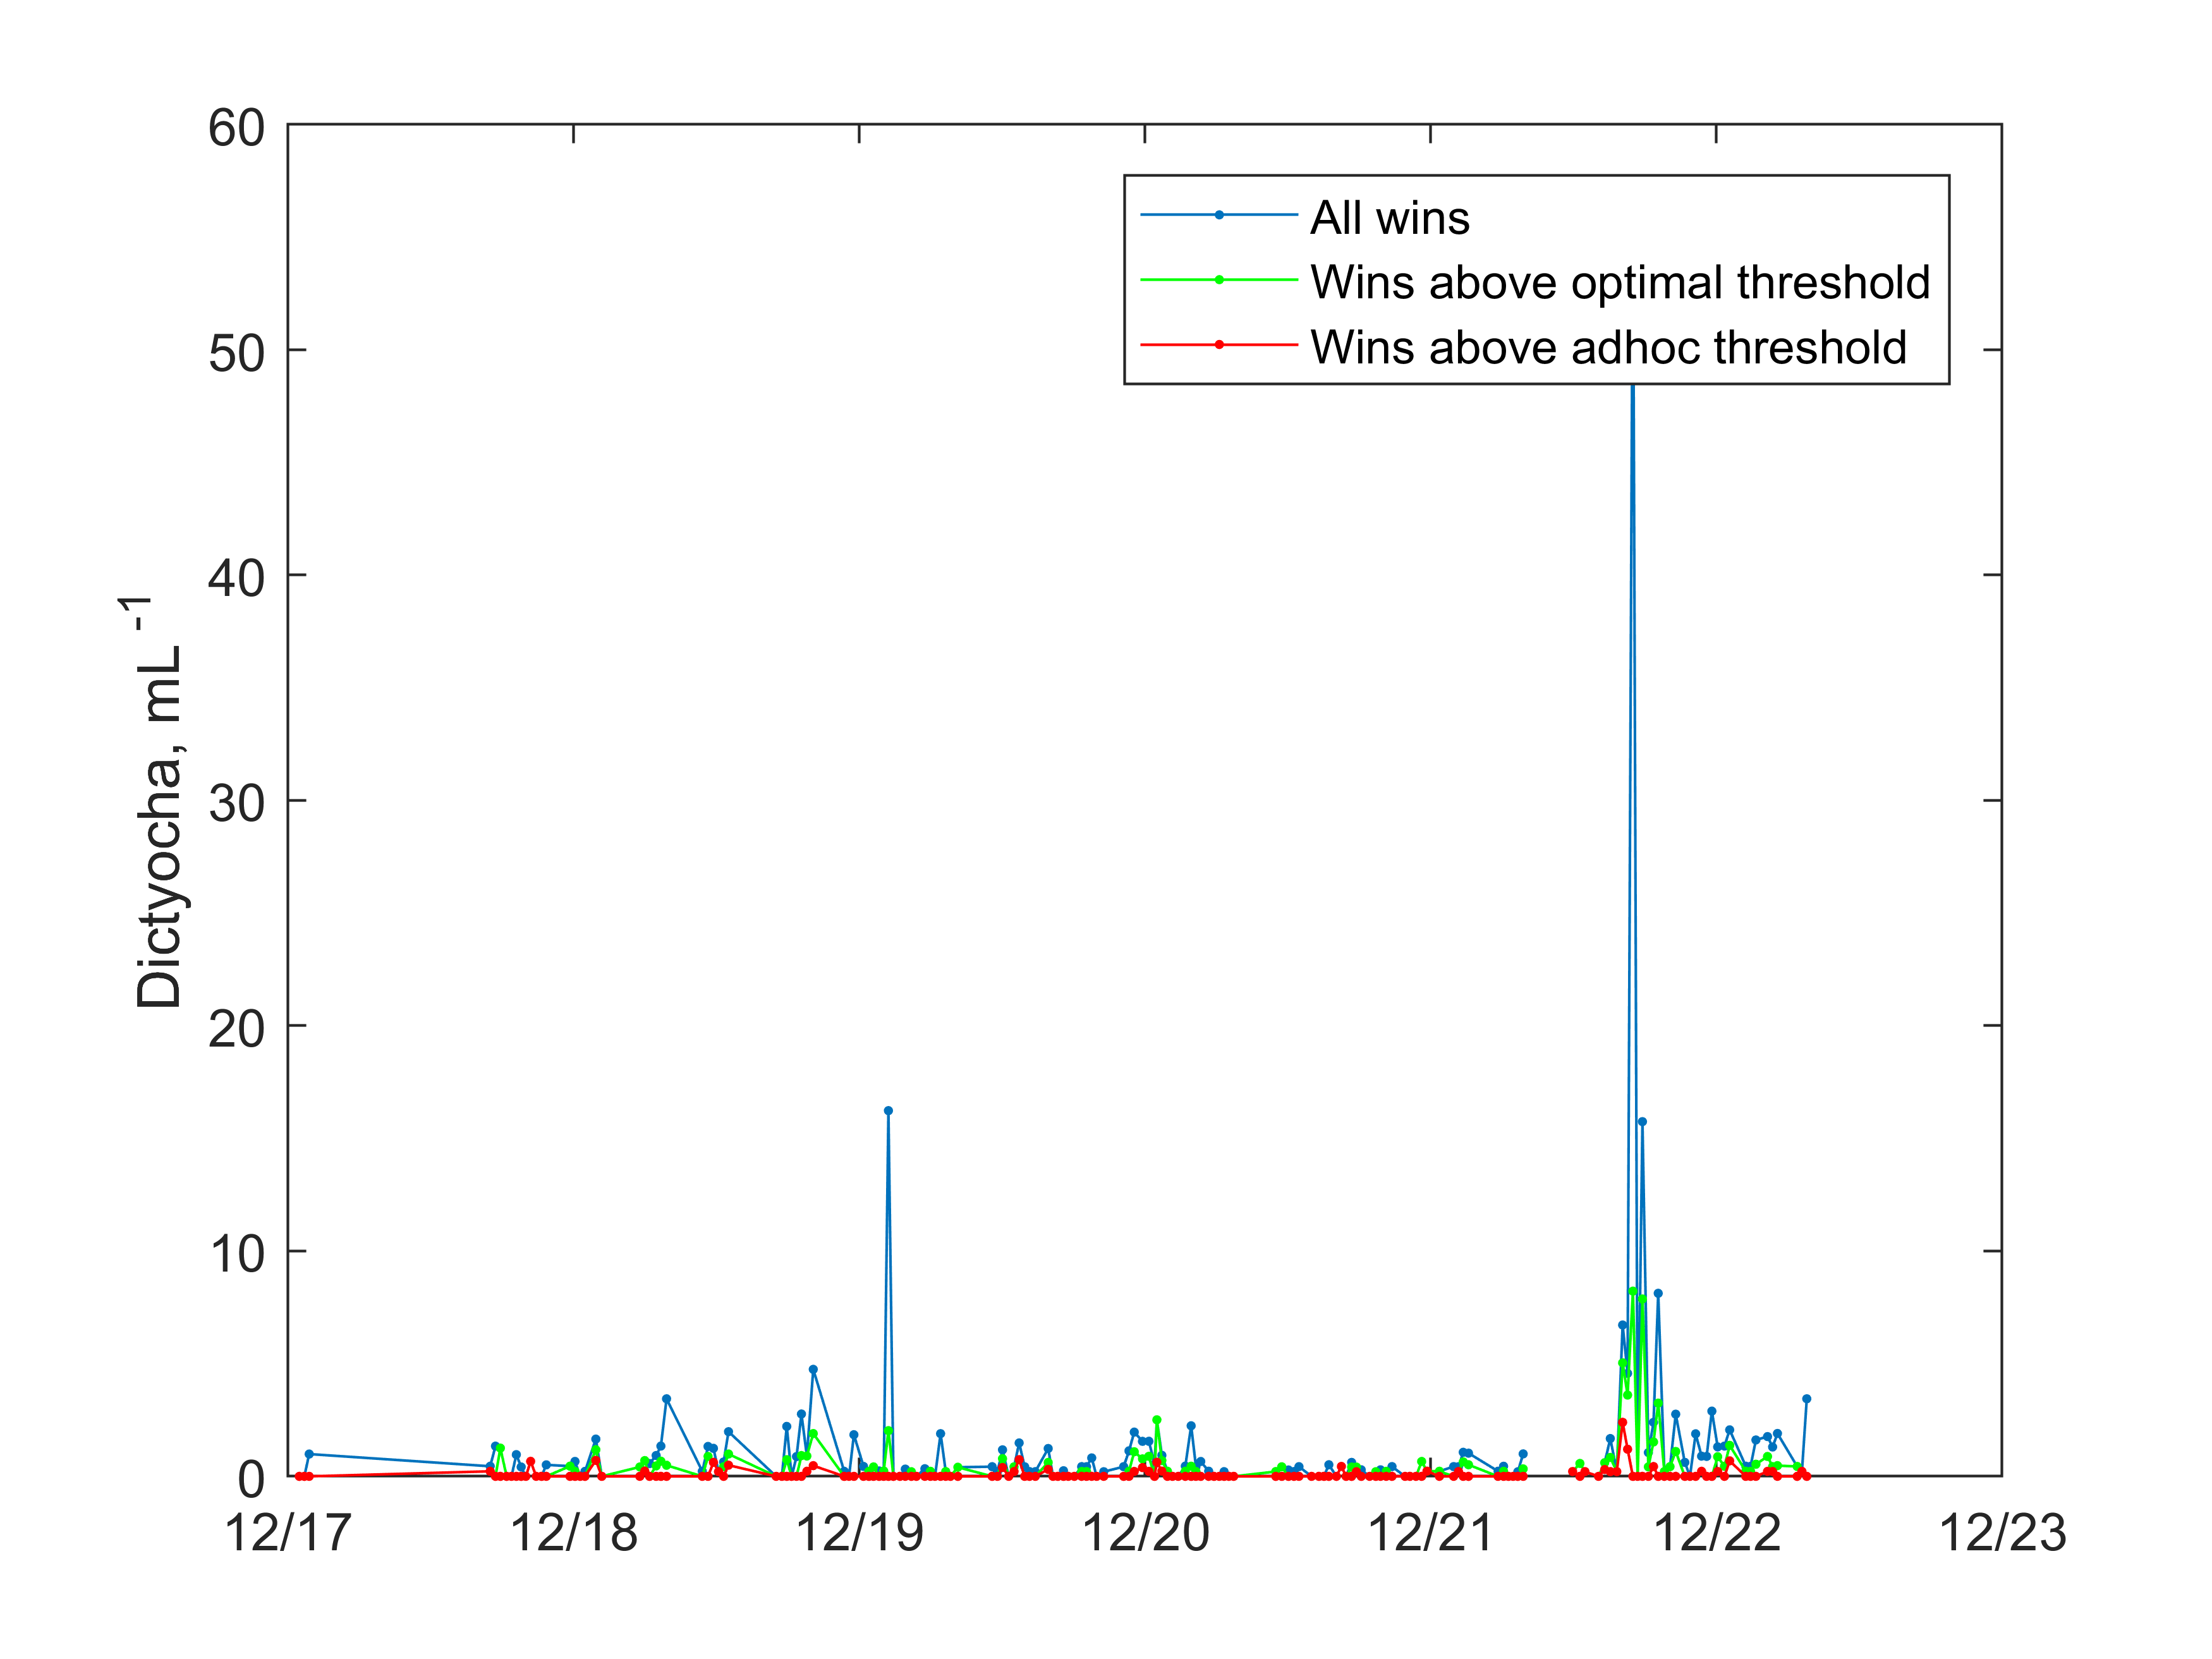 60
50
40
30
20
10
0
Dictyocha, mL-1
All wins
Wins above optimal threshold
Wins above adhoc threshold
12/17 12/18 12/19 12/20 12/21 12/22 12/23